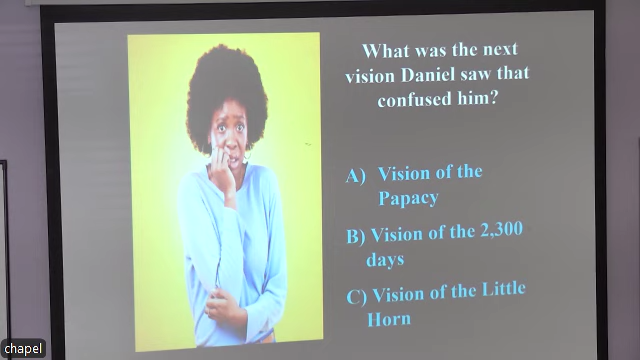 What was the next
vision Daniel saw that
confused him?
A) Vision of the
Papacy
B) Vision of the 2,300
days
C) Vision of the Little
Horn
chapel